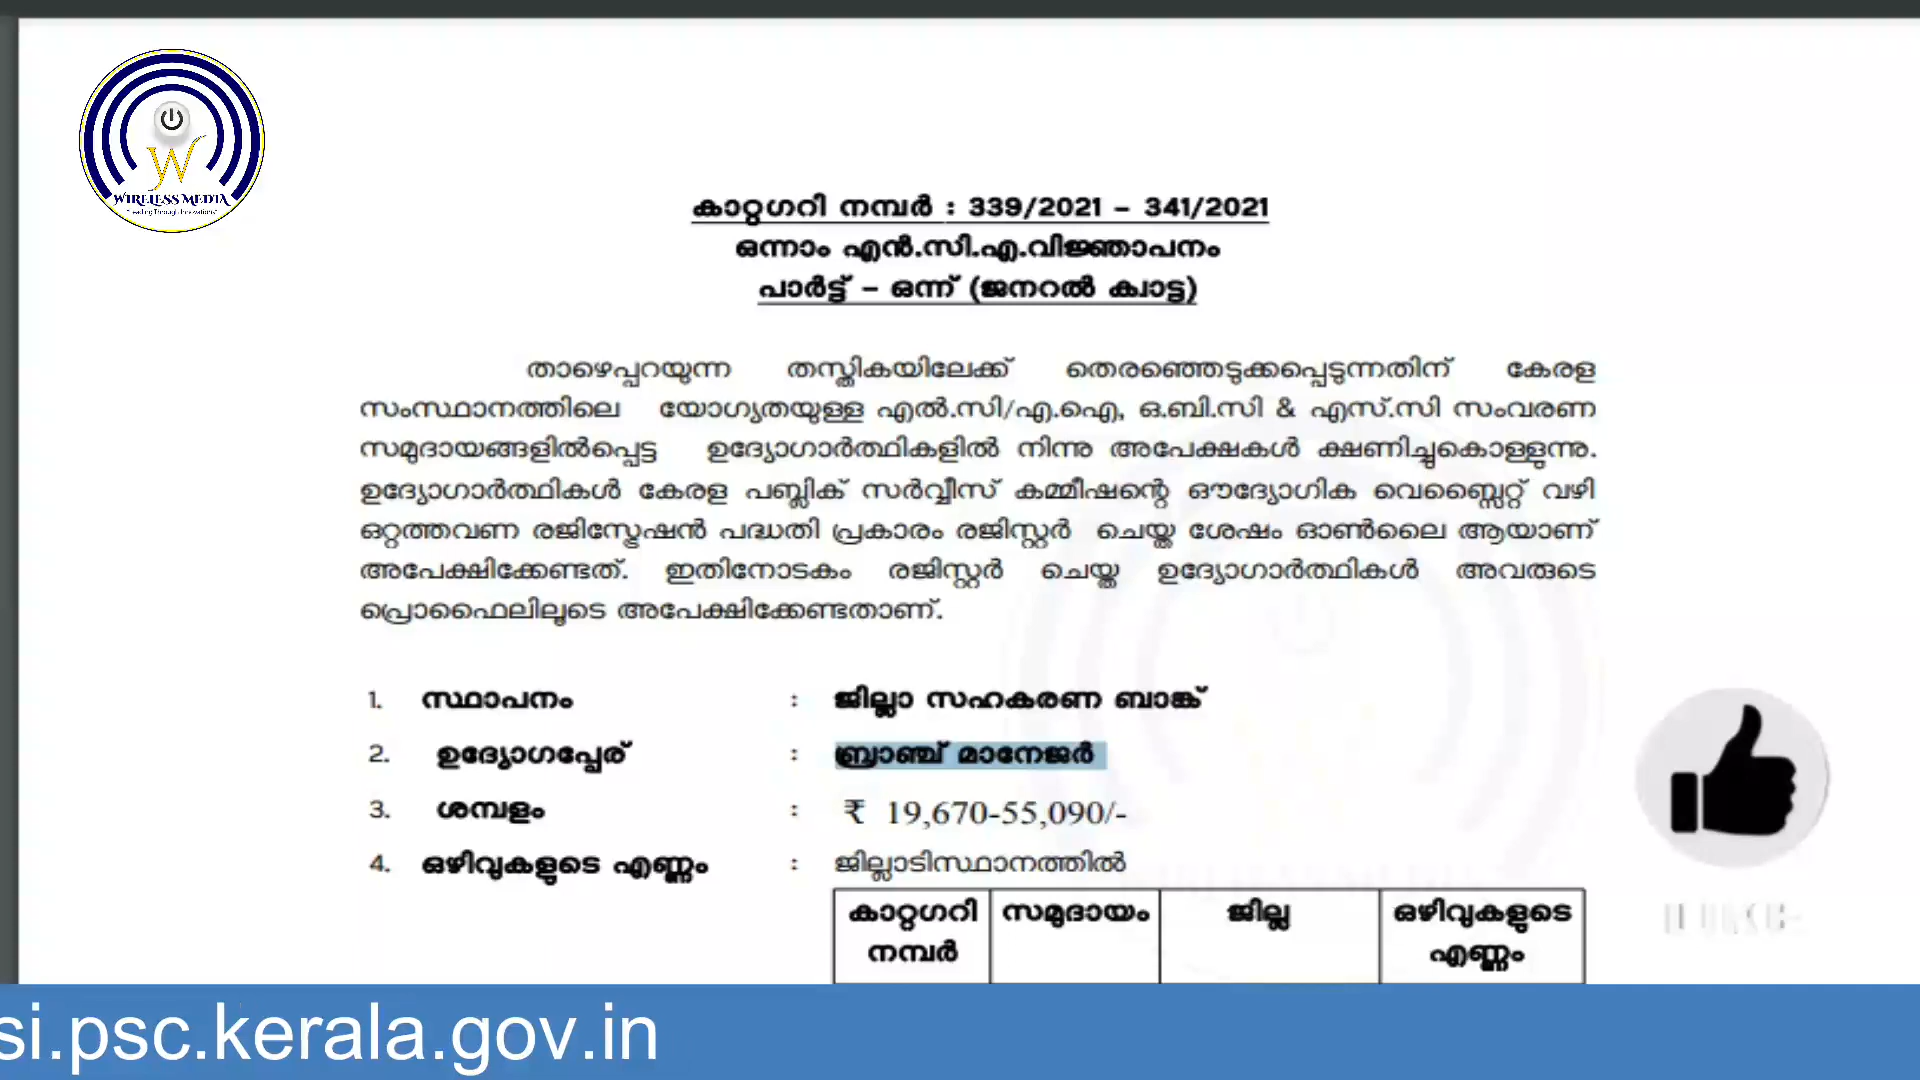 W
WIRELESS MEDIA
"Leading Through Innovations"
കാറ്റഗറി നമ്പർ : 339/2021 – 341/2021
ഒന്നാം എൻ.സി.എ.വിജ്ഞാപനം
പാർട്ട് – ഒന്ന് (ജനറൽ ക്വാട്ട)
താഴെപ്പറയുന്ന തസ്തികയിലേക്ക് തെരഞ്ഞെടുക്കപ്പെടുന്നതിന് കേരള
സംസ്ഥാനത്തിലെ യോഗ്യതയുള്ള എൽ.സി/എ.ഐ, ഒ.ബി.സി & എസ്.സി സംവരണ
സമുദായങ്ങളിൽപ്പെട്ട ഉദ്യോഗാർത്ഥികളിൽ നിന്നു അപേക്ഷകൾ ക്ഷണിച്ചുകൊള്ളുന്നു.
ഉദ്യോഗാർത്ഥികൾ കേരള പബ്ലിക് സർവ്വീസ് കമ്മീഷന്റെ ഔദ്യോഗിക വെബ്സൈറ്റ് വഴി
ഒറ്റത്തവണ രജിസ്ട്രേഷൻ പദ്ധതി പ്രകാരം രജിസ്റ്റർ ചെയ്ത ശേഷം ഓൺലൈ ആയാണ്
അപേക്ഷിക്കേണ്ടത്. ഇതിനോടകം രജിസ്റ്റർ ചെയ്ത ഉദ്യോഗാർത്ഥികൾ അവരുടെ
പ്രൊഫൈലിലൂടെ അപേക്ഷിക്കേണ്ടതാണ്.
1. സ്ഥാപനം : ജില്ലാ സഹകരണ ബാങ്ക്
2. ഉദ്യോഗപ്പേര് : ബ്രാഞ്ച് മാനേജർ
3. ശമ്പളം : ₹ 19,670-55,090/-
4. ഒഴിവുകളുടെ എണ്ണം : ജില്ലാടിസ്ഥാനത്തിൽ
കാറ്റഗറി സമുദായം ജില്ല ഒഴിവുകളുടെ
നമ്പർ എണ്ണം
si.psc.kerala.gov.in